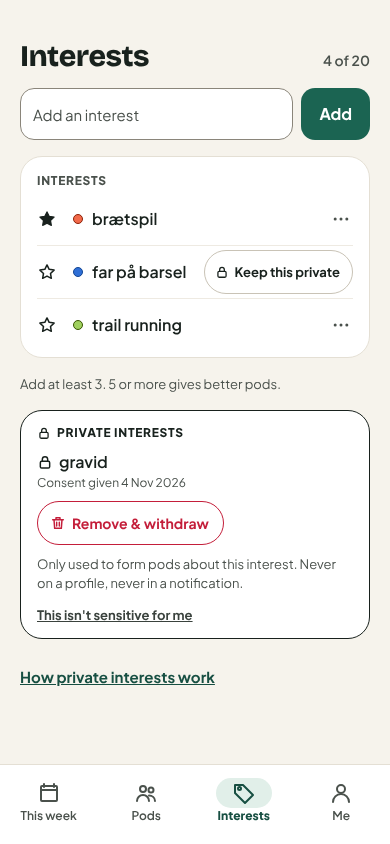 Interests
4 of 20
Add an interest
Add
INTERESTS
brætspil
far på barsel
Keep this private
trail running
Add at least 3. 5 or more gives better pods.
PRIVATE INTERESTS
gravid
Consent given 4 Nov 2026
Remove & withdraw
Only used to form pods about this interest. Never
on a profile, never in a notification.
This isn't sensitive for me
How private interests work
This week
Pods
Interests
Me